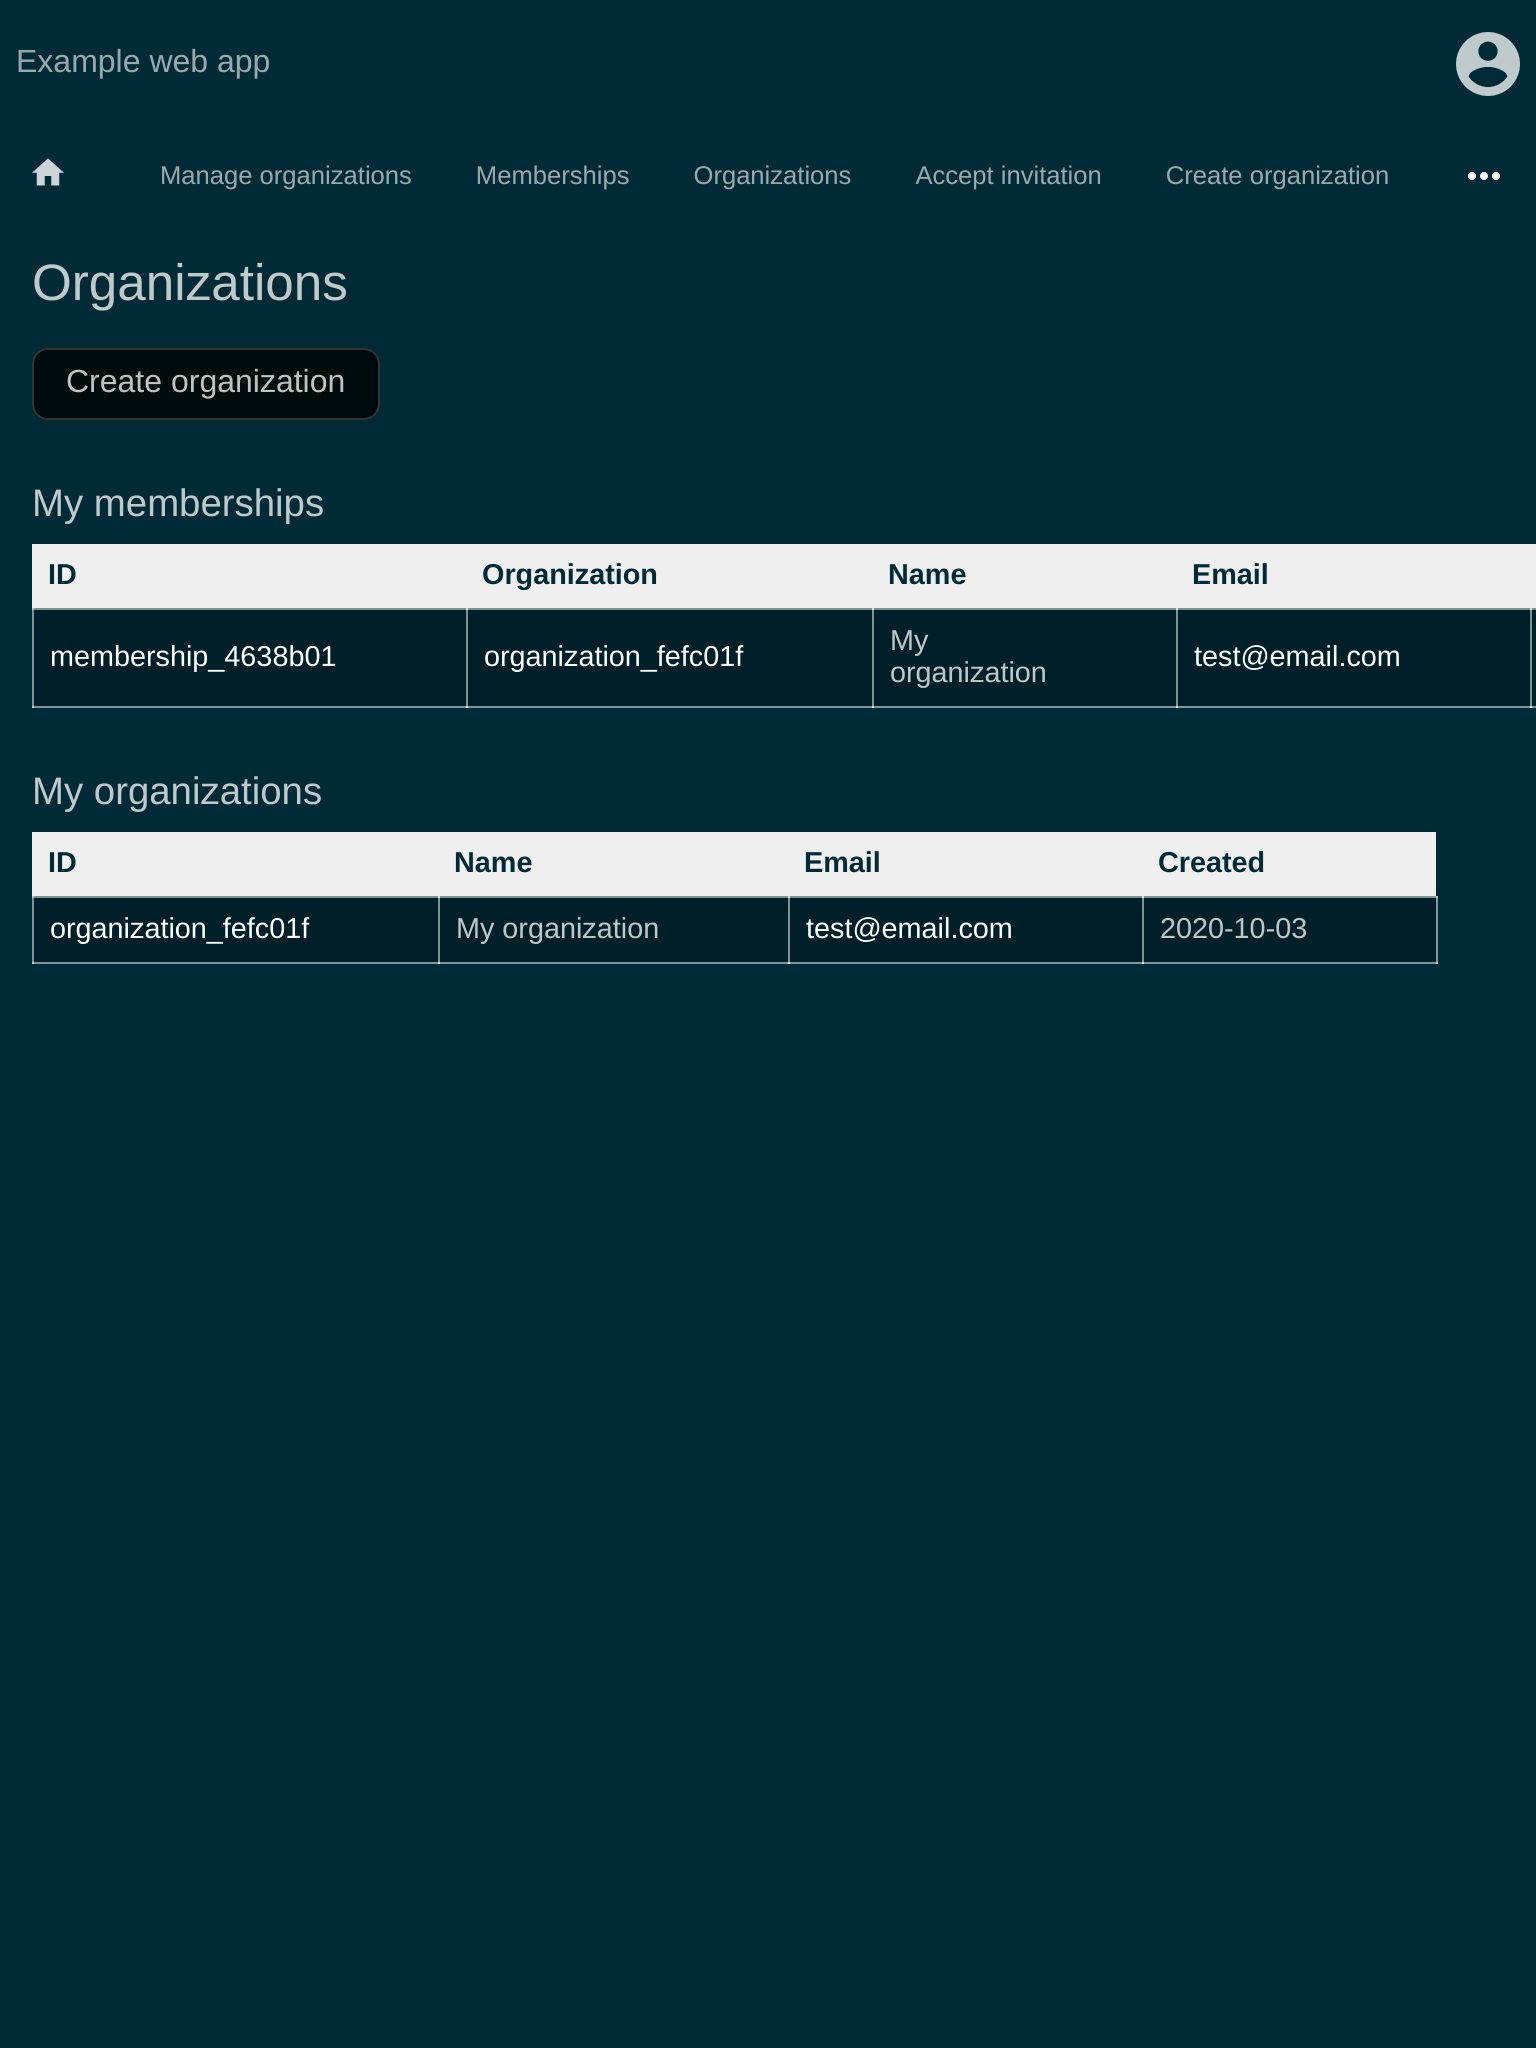 Example web app
Manage organizations Memberships Organizations Accept invitation Create organization
Organizations
Create organization
My memberships
ID Organization Name Email
membership_4638b01 organization_fefc01f My organization test@email.com
My organizations
ID Name Email Created
organization_fefc01f My organization test@email.com 2020-10-03